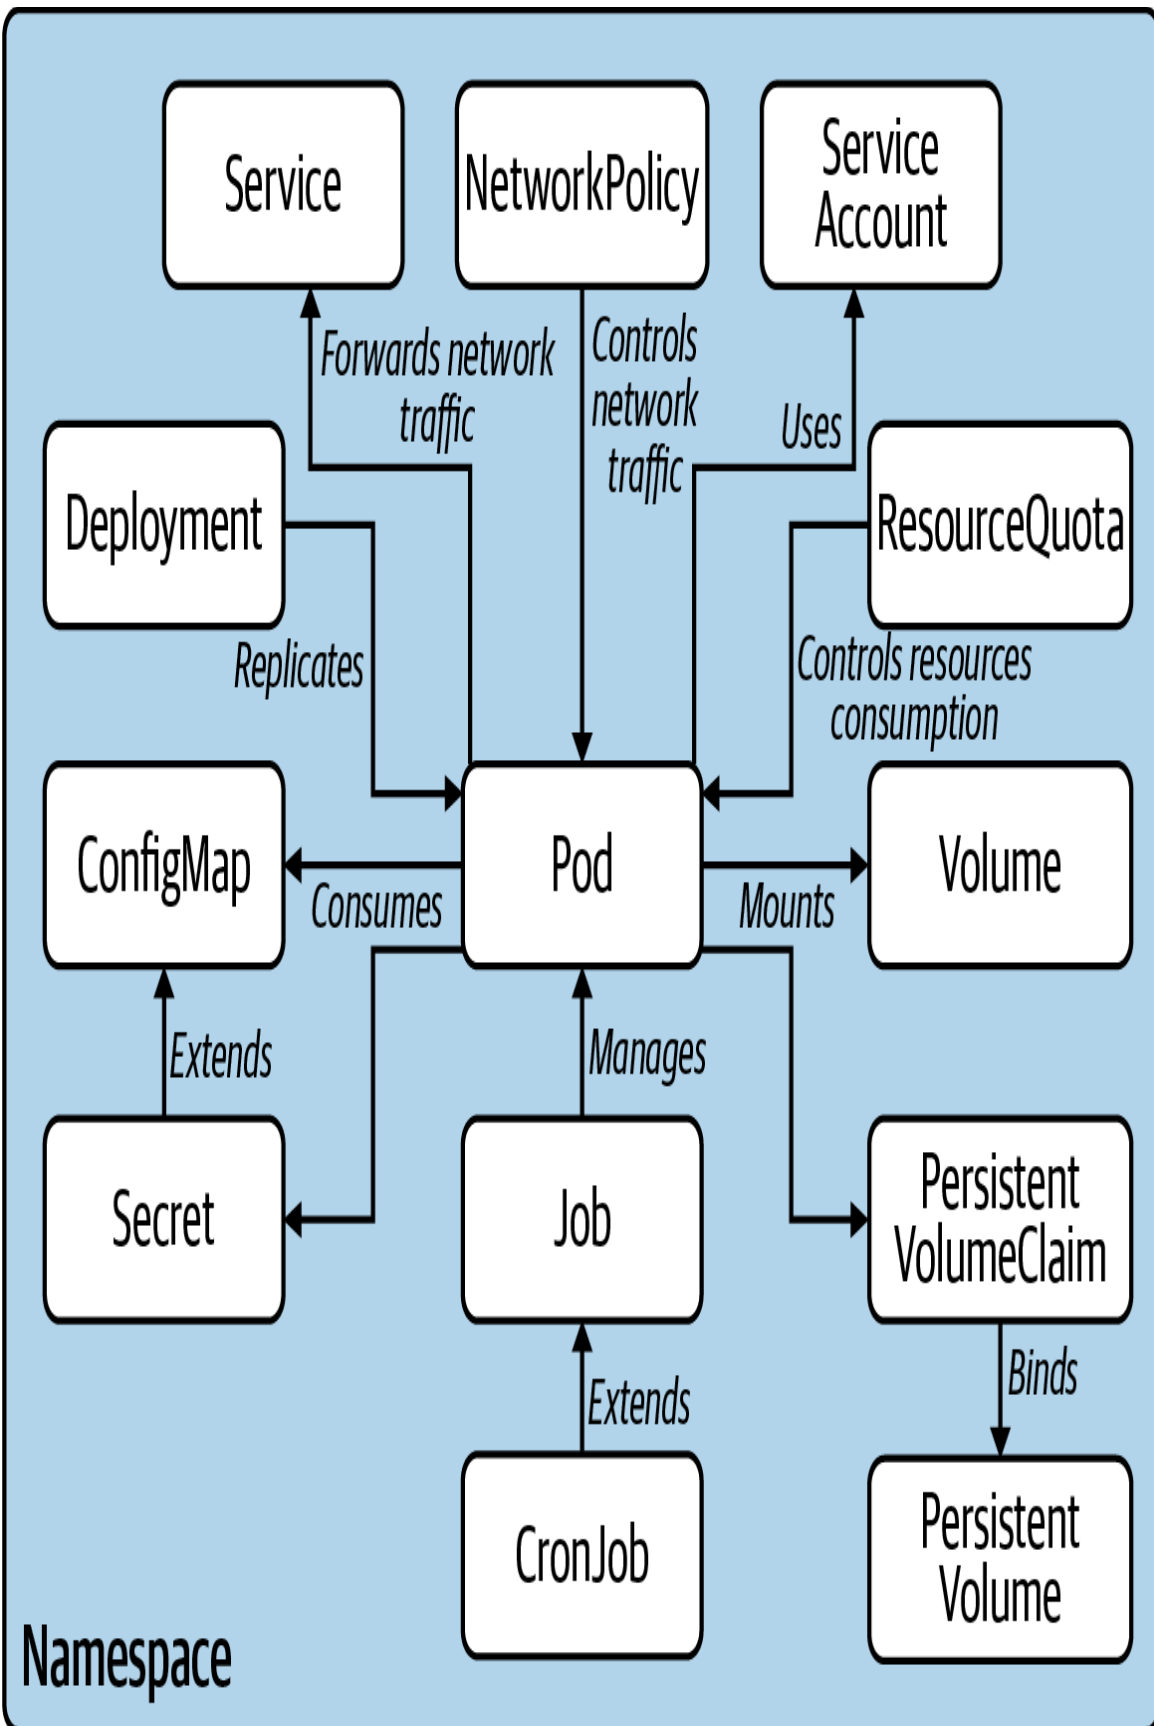 Service
NetworkPolicy
Service
Account
Forwards network
traffic
Controls
network
traffic
Uses
Deployment
ResourceQuota
Replicates
Controls resources
consumption
ConfigMap
Pod
Volume
Consumes
Mounts
Extends
Manages
Secret
Job
Persistent
VolumeClaim
Extends
Binds
CronJob
Persistent
Volume
Namespace